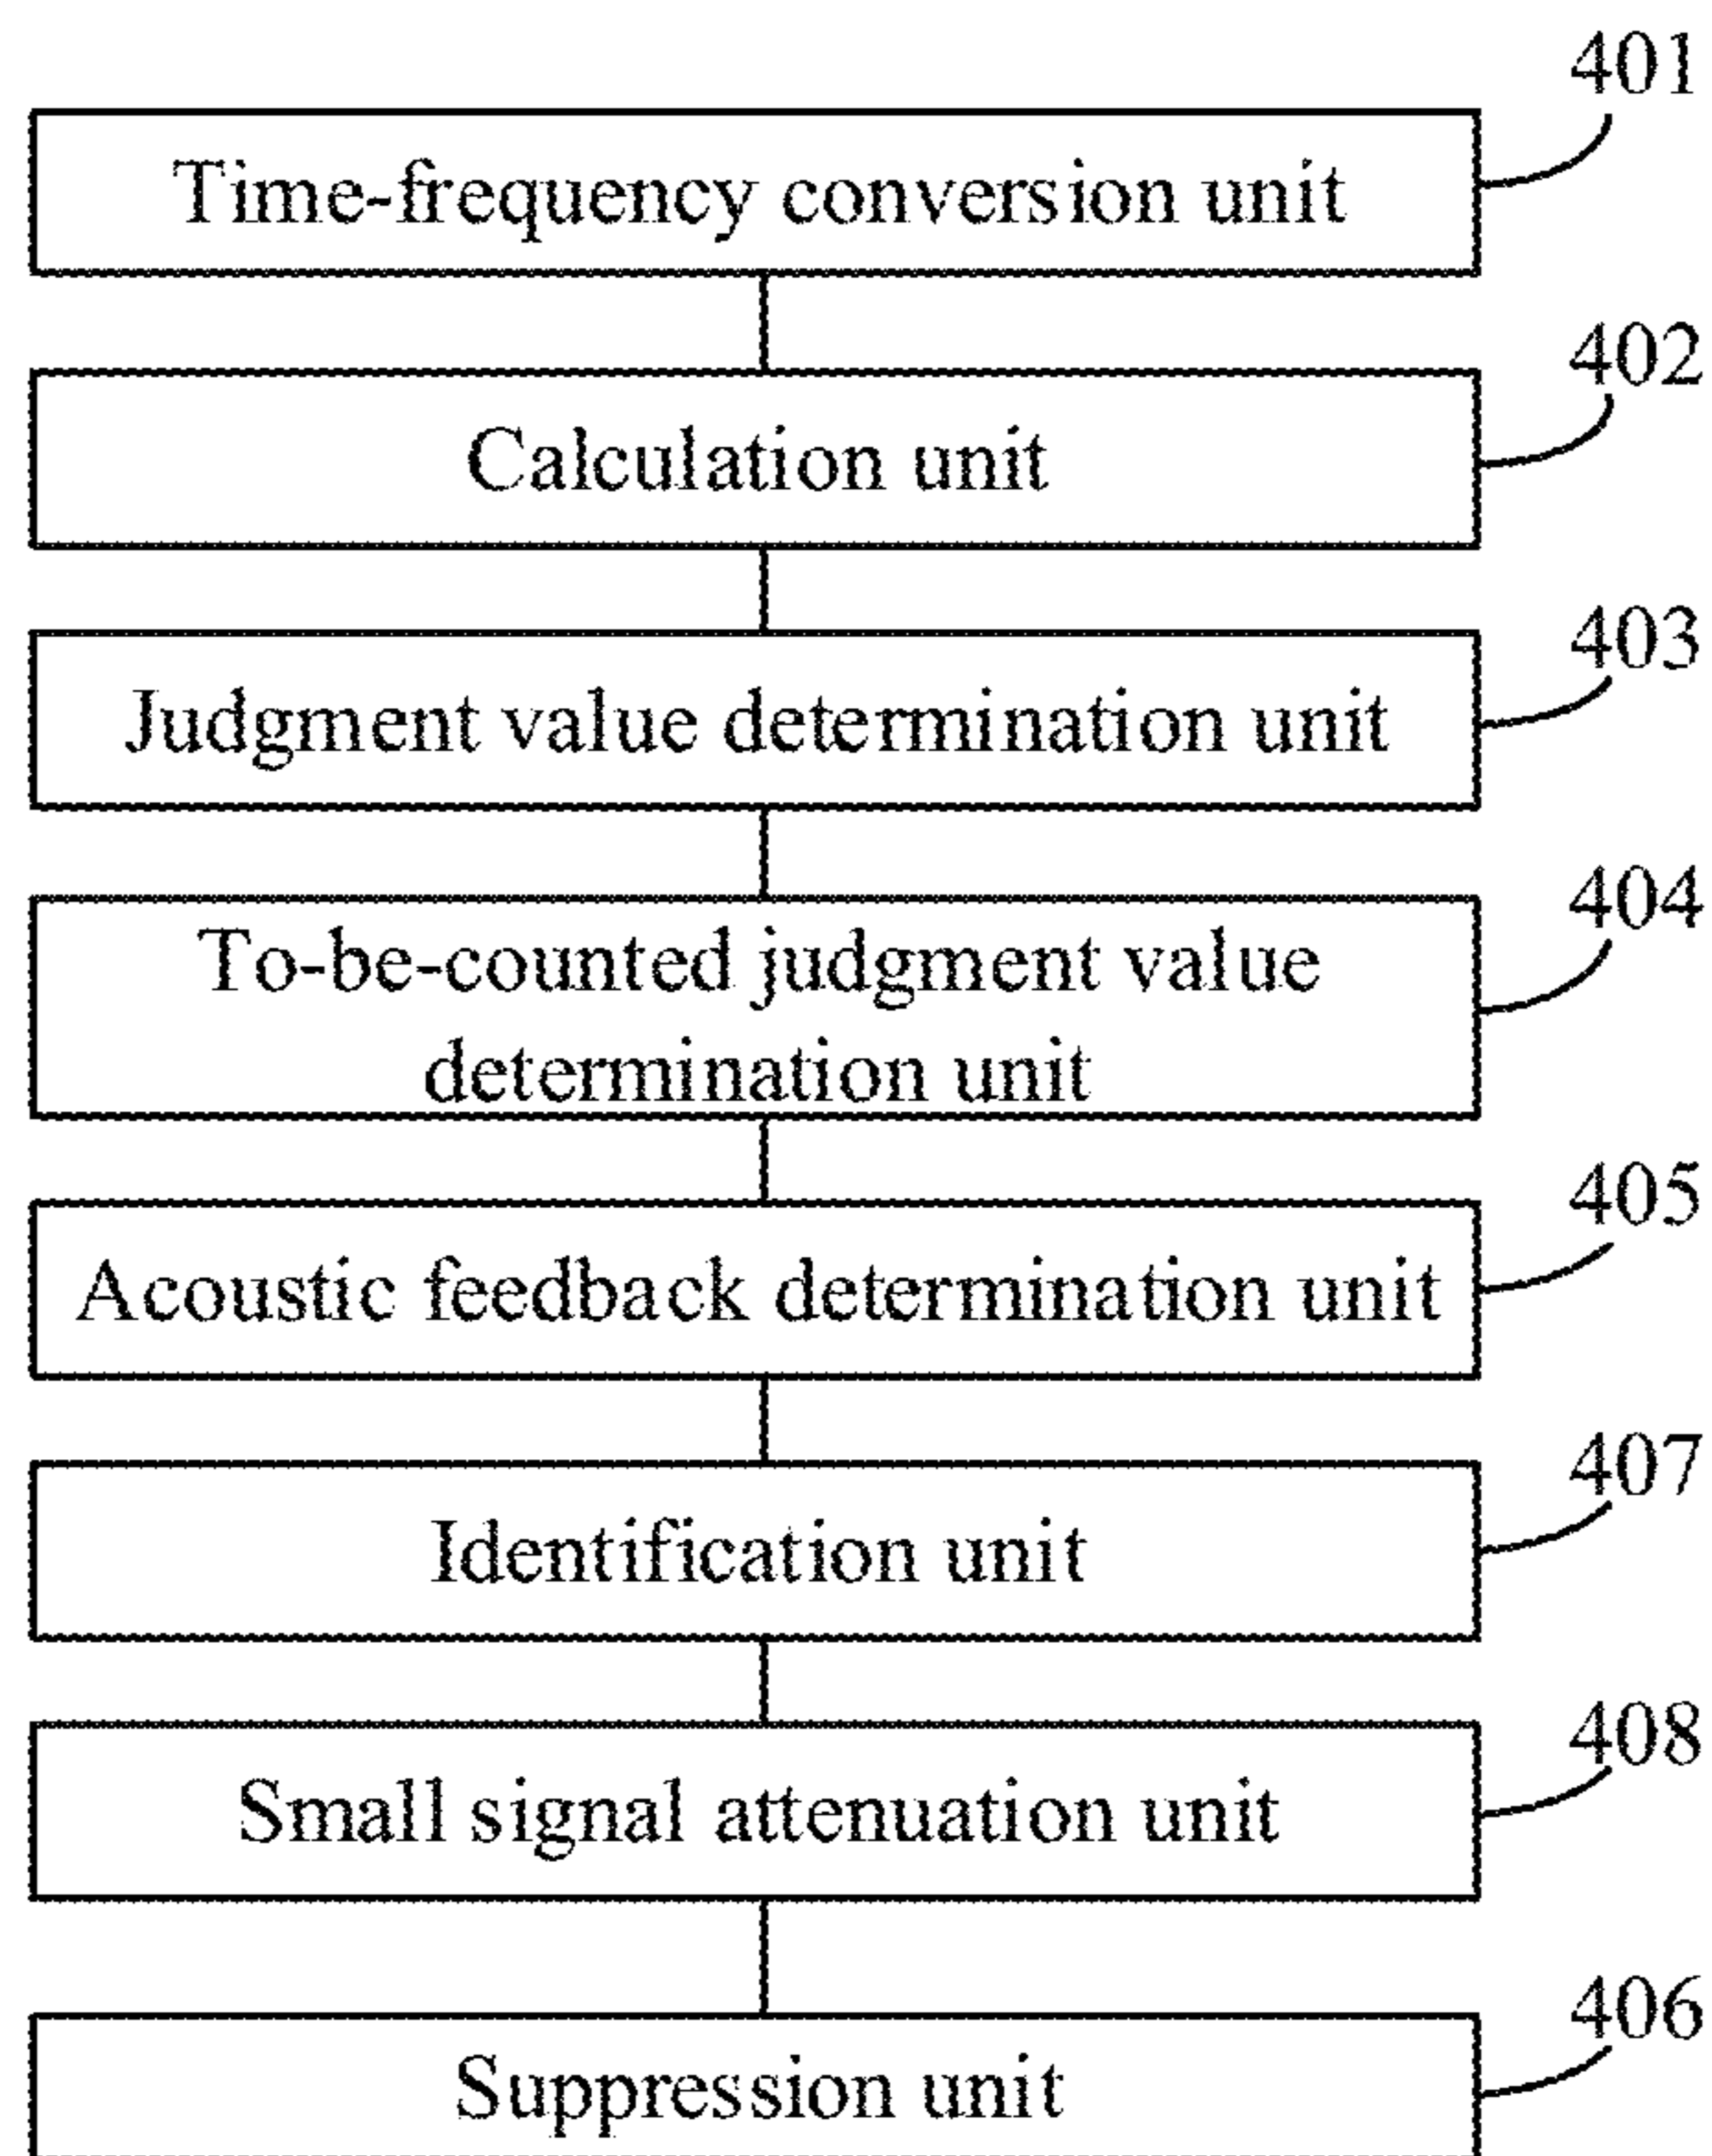 401
Time-frequency conversion unit
402
Calculation unit
403
Judgment value determination unit
404
To-be-counted judgment value
determination unit
405
Acoustic feedback determination unit
407
Identification unit
408
Small signal attenuation unit
406
Suppression unit